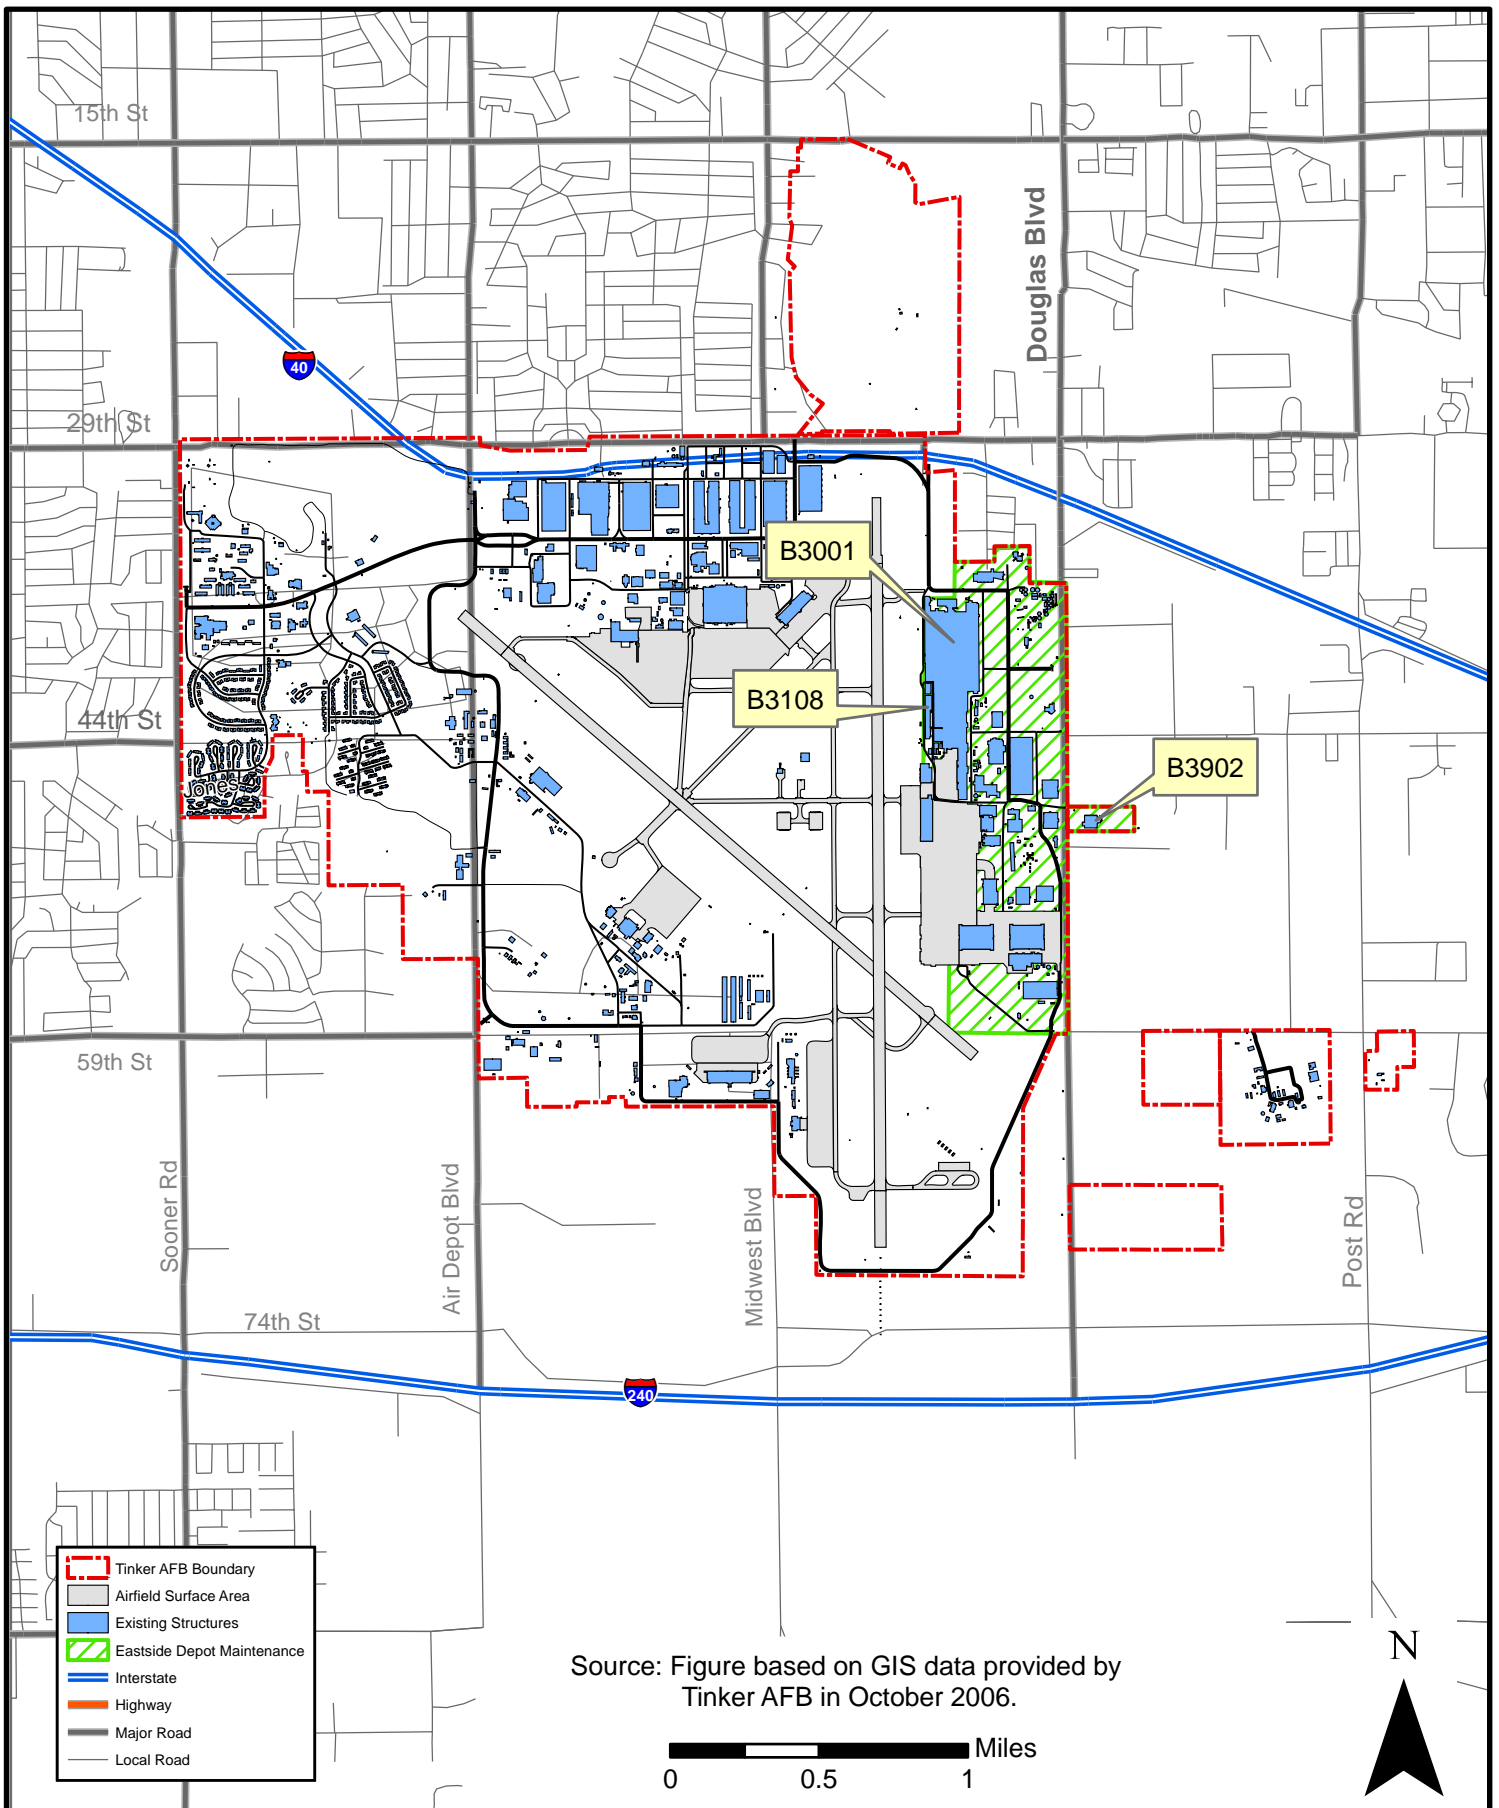 15th St
Douglas Blvd
40
29th St
B3001
B3108
44th St
B3902
Jones
59th St
Sooner Rd
Air Depot Blvd
Midwest Blvd
Post Rd
74th St
240
Tinker AFB Boundary
Airfield Surface Area
Existing Structures
Eastside Depot Maintenance
Interstate
Highway
Major Road
Local Road
Source: Figure based on GIS data provided by
Tinker AFB in October 2006.
Miles
0 0.5 1
N